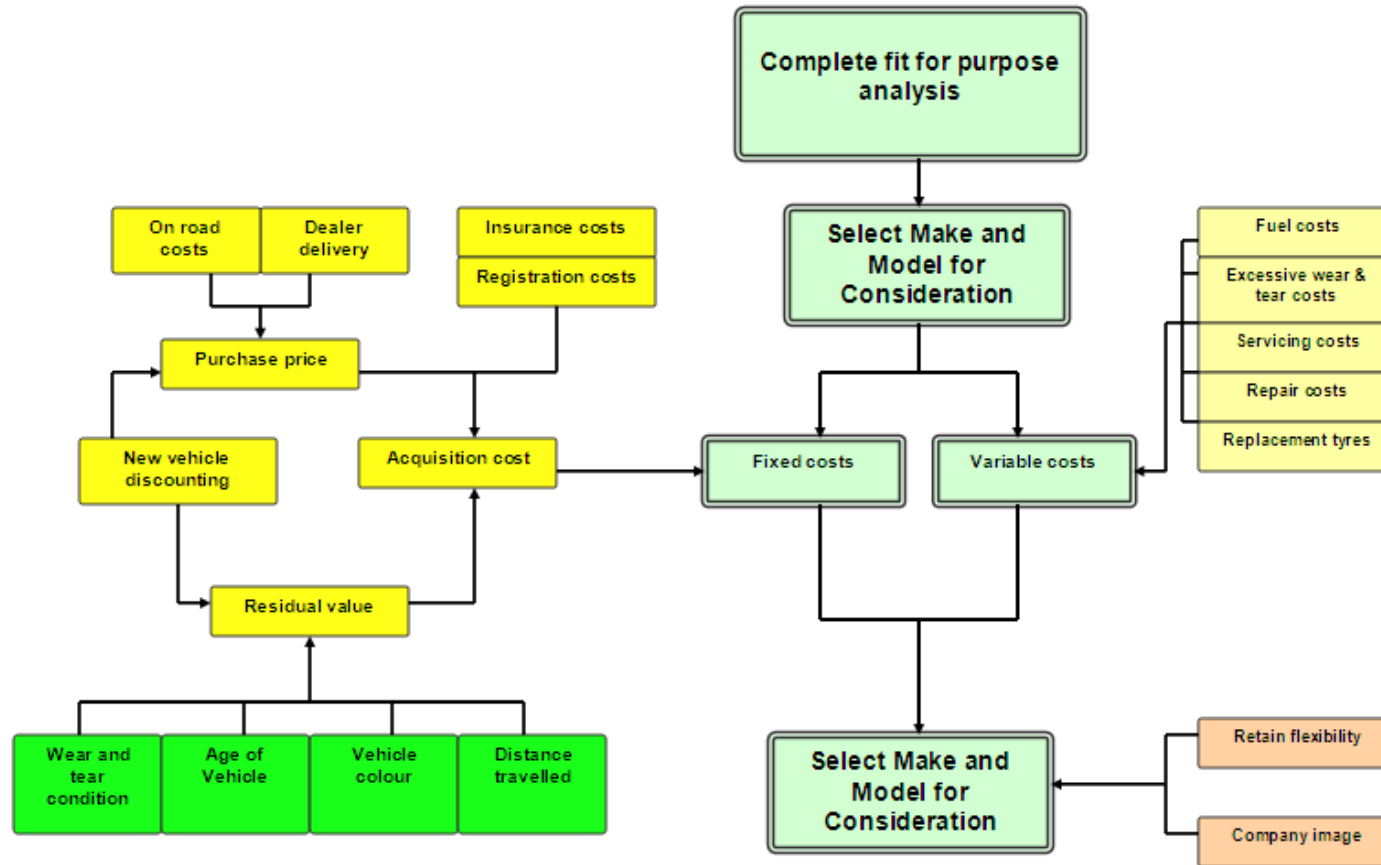 Complete fit for purpose
analysis
Select Make and
Model for
Consideration
On road
costs
Dealer
delivery
Insurance costs
Registration costs
Purchase price
New vehicle
discounting
Acquisition cost
Residual value
Wear and
tear
condition
Age of
Vehicle
Vehicle
colour
Distance
travelled
Fixed costs
Variable costs
Fuel costs
Excessive wear &
tear costs
Servicing costs
Repair costs
Replacement tyres
Select Make and
Model for
Consideration
Retain flexibility
Company image